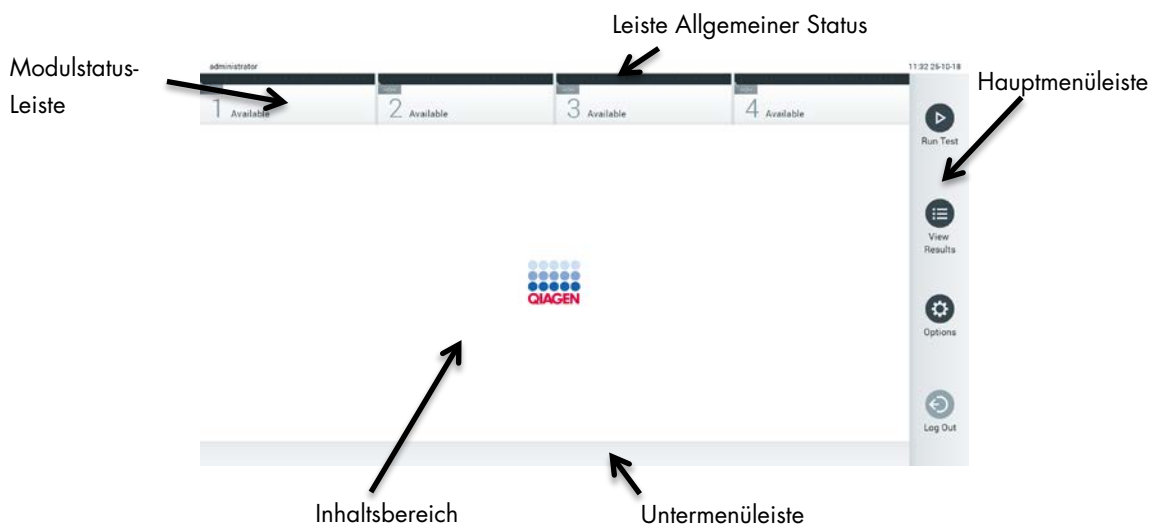 Leiste Allgemeiner Status
Modulstatus-
Leiste
Hauptmenüleiste
administrator
11:32 25-10-18
1 Available
2 Available
3 Available
4 Available
Run Test
View
Results
Options
Log Out
QIAGEN
Inhaltsbereich
Untermenüleiste